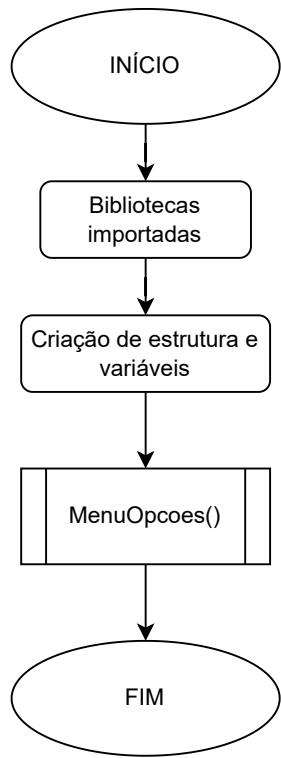 INÍCIO
Bibliotecas
importadas
Criação de estrutura e
variáveis
MenuOpcoes()
FIM